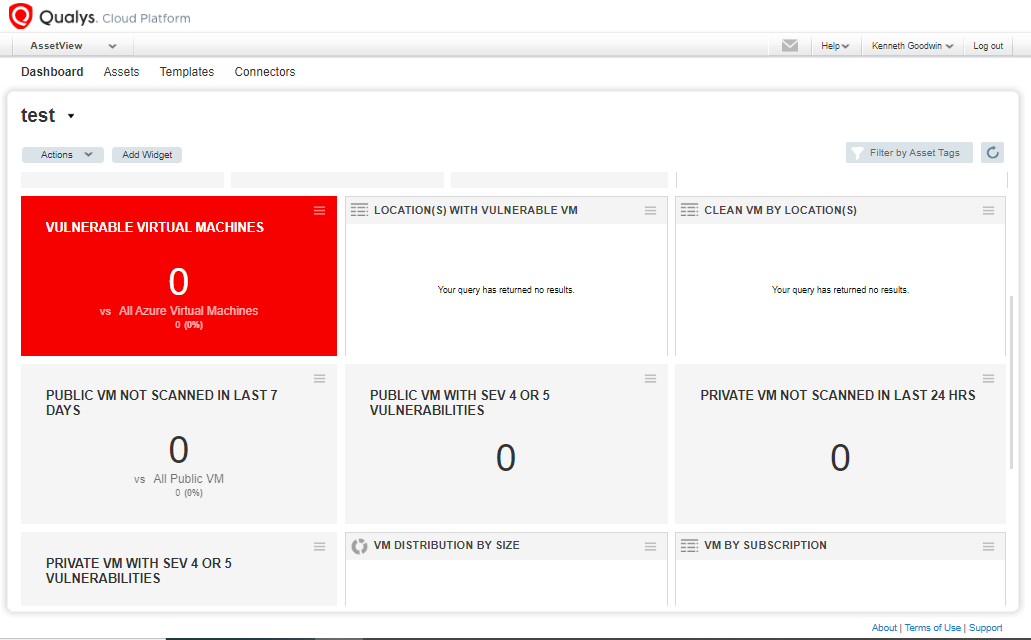 Qualys. Cloud Platform
AssetView
Help
Kenneth Goodwin
Log out
Dashboard Assets Templates Connectors
test
Actions
Add Widget
Filter by Asset Tags
VULNERABLE VIRTUAL MACHINES
0
vs All Azure Virtual Machines
0 (0%)
LOCATION(S) WITH VULNERABLE VM
Your query has returned no results.
CLEAN VM BY LOCATION(S)
Your query has returned no results.
PUBLIC VM NOT SCANNED IN LAST 7
DAYS
0
vs All Public VM
0 (0%)
PUBLIC VM WITH SEV 4 OR 5
VULNERABILITIES
0
PRIVATE VM NOT SCANNED IN LAST 24 HRS
0
PRIVATE VM WITH SEV 4 OR 5
VULNERABILITIES
VM DISTRIBUTION BY SIZE
VM BY SUBSCRIPTION
About | Terms of Use | Support